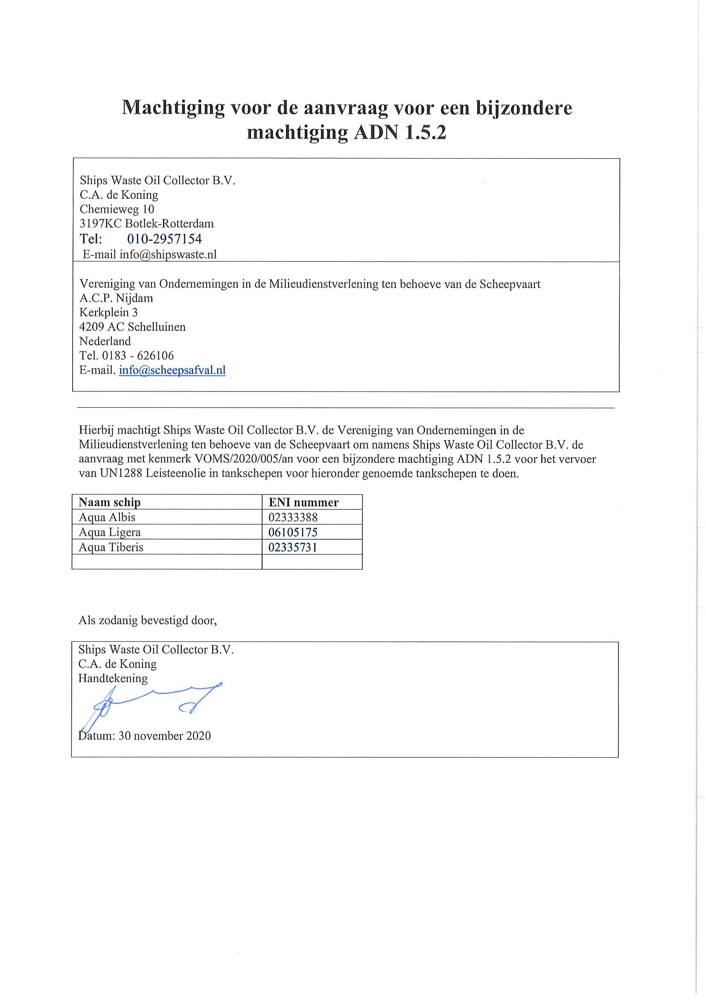 Machtiging voor de aanvraag voor een bijzondere
machtiging ADN 1.5.2
Ships Waste Oil Collector B.V.
C.A. de Koning
Chemieweg 10
3197KC Botlek-Rotterdam
Tel: 010-2957154
E-mail info@shipswaste.nl
Vereniging van Ondernemingen in de Milieudienstverlening ten behoeve van de Scheepvaart
A.C.P. Nijdam
Kerkplein 3
4209 AC Schelluinen
Nederland
Tel. 0183 - 626106
E-mail. info@scheepsafval.nl
Hierbij machtigt Ships Waste Oil Collector B.V. de Vereniging van Ondernemingen in de
Milieudienstverlening ten behoeve van de Scheepvaart om namens Ships Waste Oil Collector B.V. de
aanvraag met kenmerk VOMS/2020/005/an voor een bijzondere machtiging ADN 1.5.2 voor het vervoer
van UN1288 Leisteenolie in tankschepen voor hieronder genoemde tankschepen te doen.
Naam schip ENI nummer
Aqua Albis 02333388
Aqua Ligera 06105175
Aqua Tiberis 02335731
Als zodanig bevestigd door,
Ships Waste Oil Collector B.V.
C.A. de Koning
Handtekening
Datum: 30 november 2020